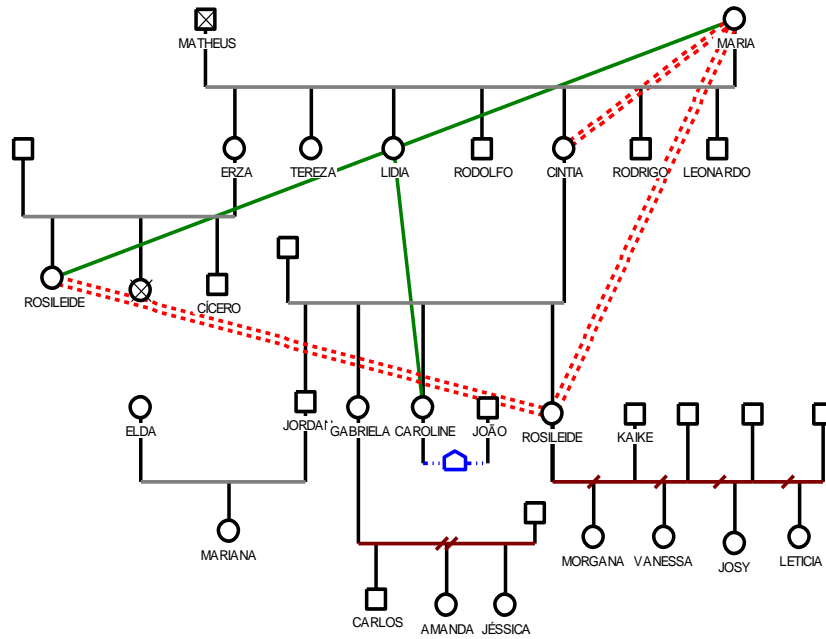 MATHEUS
MARIA
ERZA
TEREZA
LIDIA
RODOLFO
CINTIA
RODRIGO
LEONARDO
ROSILEIDE
CÍCERO
ELDA
JORDAN
GABRIELA
CAROLINE
JOÃO
ROSILEIDE
KAIKE
MARIANA
MORGANA
VANESSA
JOSY
LETICIA
CARLOS
AMANDA
JÉSSICA